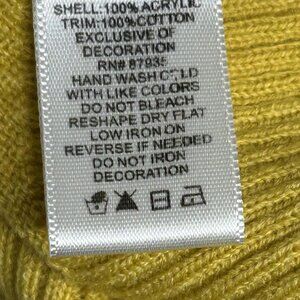 SHELL:100% ACRYLIC
TRIM:100%COTTON
EXCLUSIVE OF
DECORATION
RN# 87935
HAND WASH COLD
WITH LIKE COLORS
DO NOT BLEACH
RESHAPE DRY FLAT
LOW IRON ON
REVERSE IF NEEDED
DO NOT IRON
DECORATION